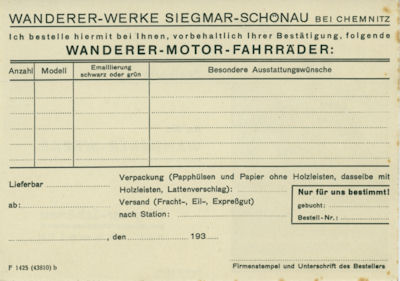 WANDERER-WERKE SIEGMAR-SCHÖNAU BEI CHEMNITZ
Ich bestelle hiermit bei Ihnen, vorbehaltlich Ihrer Bestätigung, folgende
WANDERER-MOTOR-FAHRRÄDER:
Anzahl Modell Emaillierung schwarz oder grün Besondere Ausstattungswünsche
Verpackung (Papphülsen und Papier ohne Holzleisten, dasselbe mit
Lieferbar
Holzleisten, Lattenverschlag):
Nur für uns bestimmt!
ab:
Versand (Fracht-, Eil-, Expreßgut)
gebucht:
nach Station:
Bestell-Nr.:
, den 193
F 1425 (43810) b
Firmenstempel und Unterschrift des Bestellers